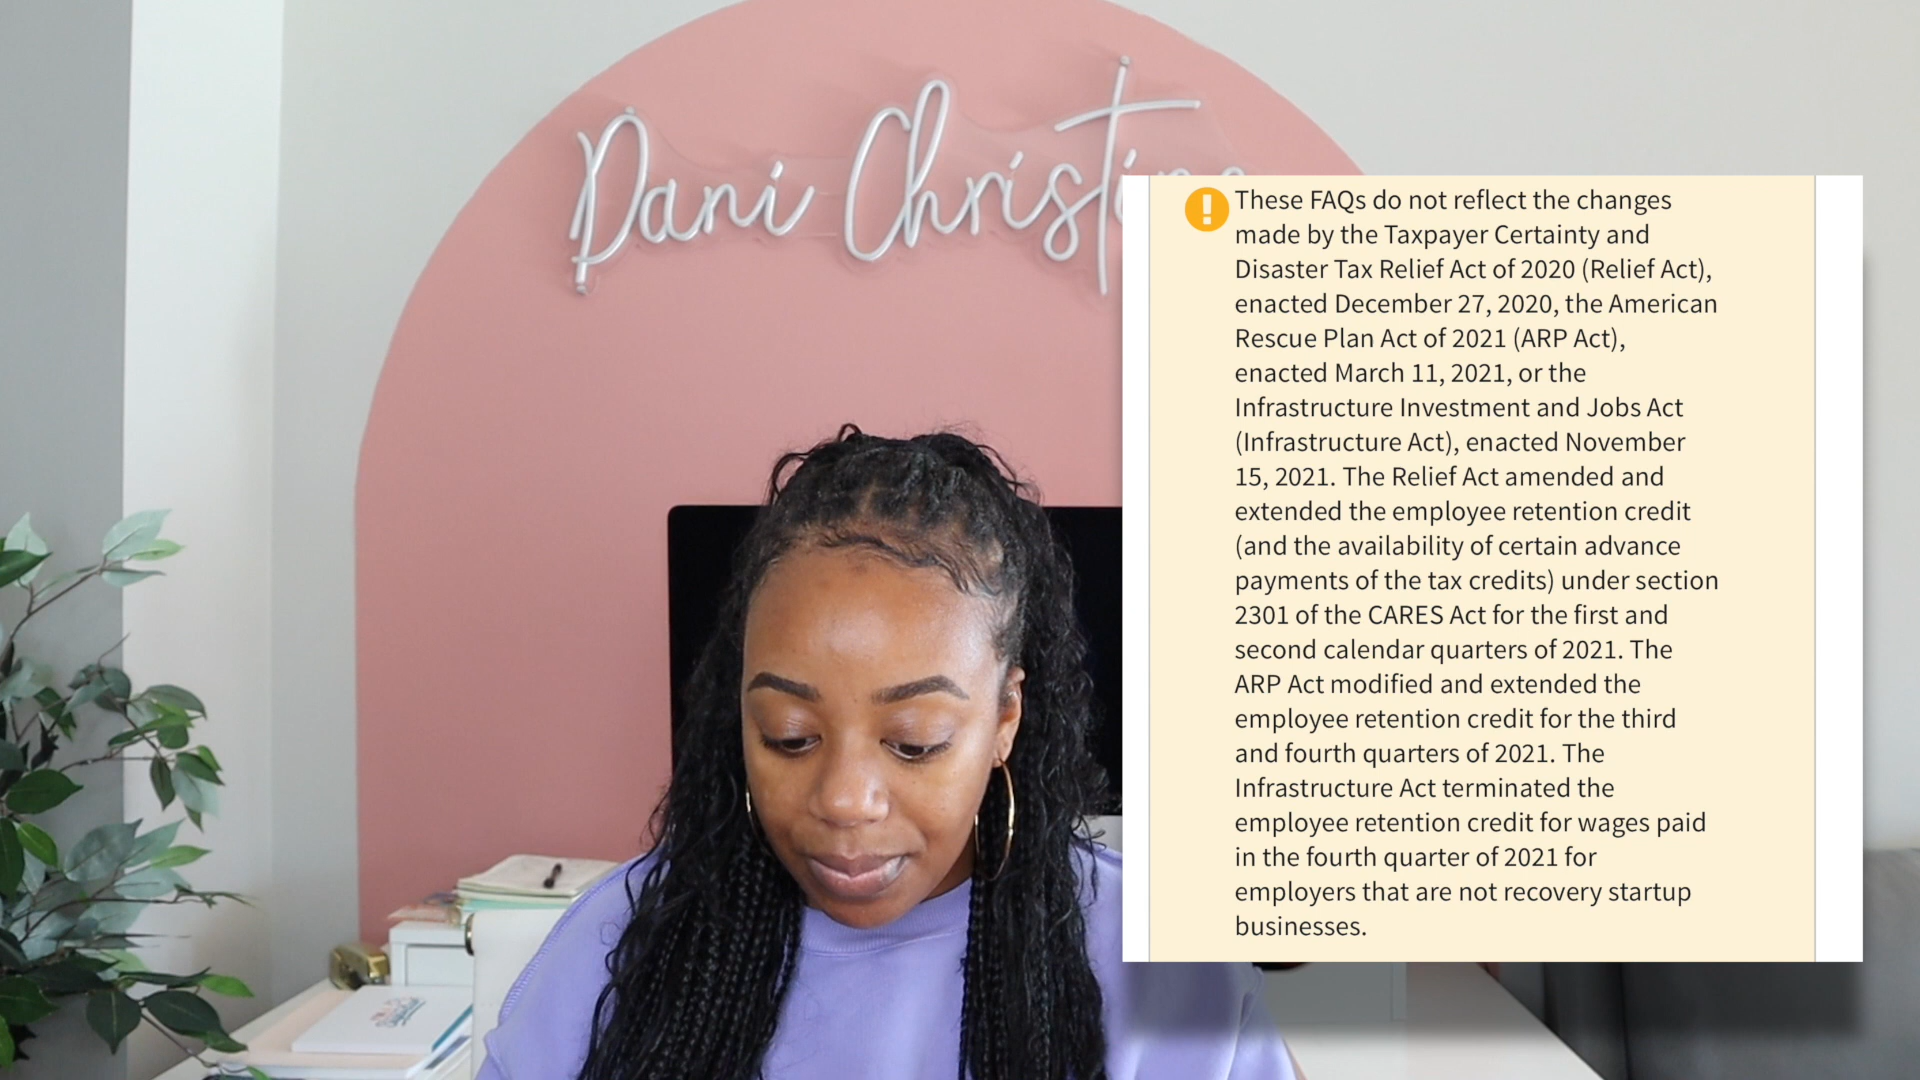 Dani Christine
These FAQs do not reflect the changes
made by the Taxpayer Certainty and
Disaster Tax Relief Act of 2020 (Relief Act),
enacted December 27, 2020, the American
Rescue Plan Act of 2021 (ARP Act),
enacted March 11, 2021, or the
Infrastructure Investment and Jobs Act
(Infrastructure Act), enacted November
15, 2021. The Relief Act amended and
extended the employee retention credit
(and the availability of certain advance
payments of the tax credits) under section
2301 of the CARES Act for the first and
second calendar quarters of 2021. The
ARP Act modified and extended the
employee retention credit for the third
and fourth quarters of 2021. The
Infrastructure Act terminated the
employee retention credit for wages paid
in the fourth quarter of 2021 for
employers that are not recovery startup
businesses.